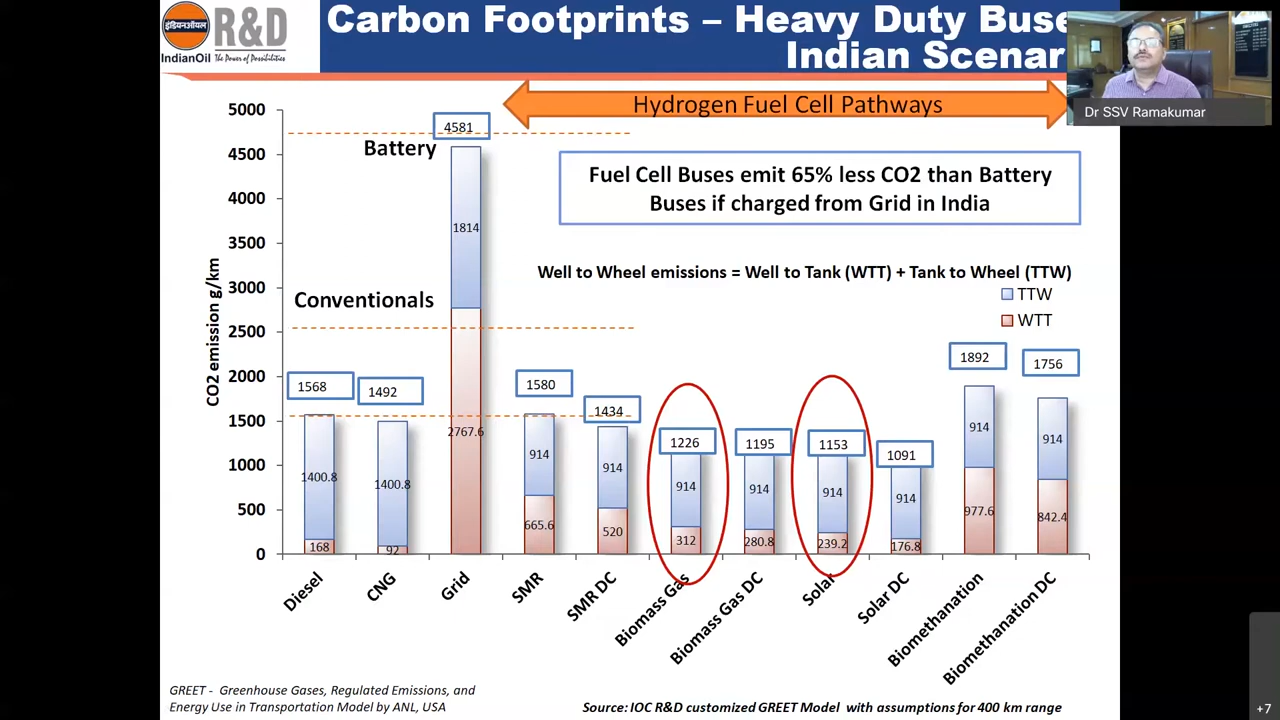 इंडियनऑयल
IndianOil
R&D
The Power of Possibilities
Carbon Footprints – Heavy Duty Buse
Indian Scenar
Dr SSV Ramakumar
Hydrogen Fuel Cell Pathways
Fuel Cell Buses emit 65% less CO2 than Battery
Buses if charged from Grid in India
Well to Wheel emissions = Well to Tank (WTT) + Tank to Wheel (TTW)
TTW
WTT
CO2 emission g/km
5000
4500
4000
3500
3000
2500
2000
1500
1000
500
0
Battery
Conventionals
1568
1400.8
168
1492
1400.8
92
4581
1814
2767.6
1580
914
665.6
1434
914
520
1226
914
312
1195
914
280.8
1153
914
239.2
1091
914
176.8
1892
914
977.6
1756
914
842.4
Diesel
CNG
Grid
SMR
SMR DC
Biomass Gas
Biomass Gas DC
Solar
Solar DC
Biomethanation
Biomethanation DC
GREET - Greenhouse Gases, Regulated Emissions, and
Energy Use in Transportation Model by ANL, USA
Source: IOC R&D customized GREET Model with assumptions for 400 km range
+7